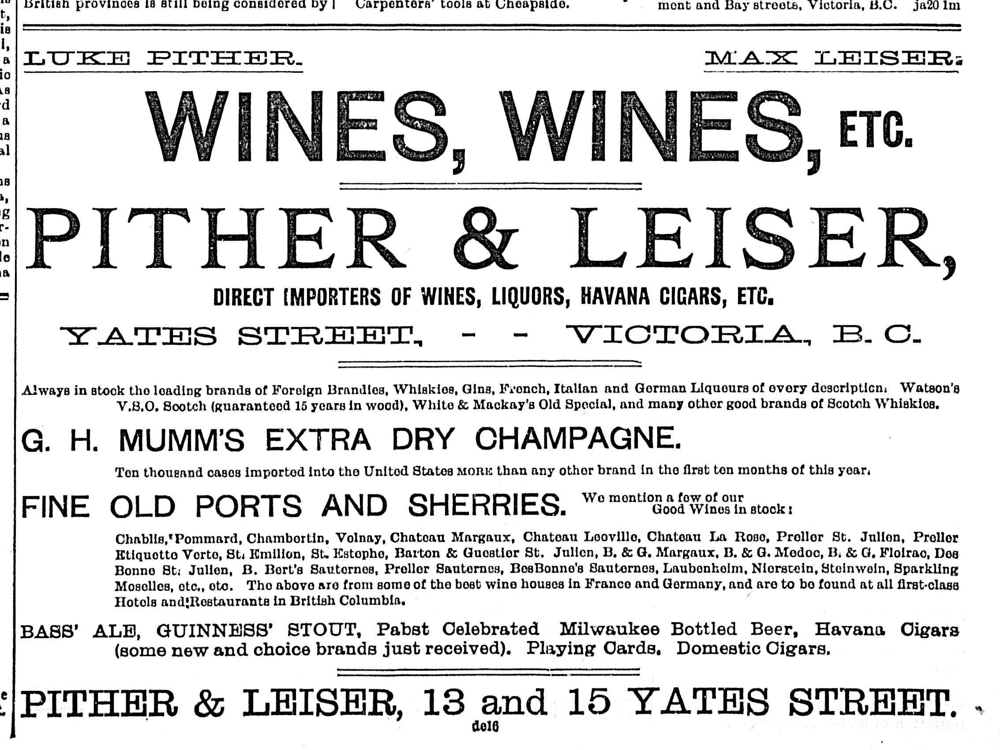 British provinces is still being considered by
Carpenters' tools at Cheapside.
mont and Bay streets, Victoria, B.C. ja20 1m
LUKE PITHER.
MAX LEISER.
WINES, WINES, ETC.
PITHER & LEISER,
DIRECT IMPORTERS OF WINES, LIQUORS, HAVANA CIGARS, ETC.
YATES STREET, - - VICTORIA, B. C.
Always in stock the leading brands of Foreign Brandies, Whiskies, Gins, French, Italian and German Liqueurs of every description. Watson's
V.S.O. Scotch (guaranteed 15 years in wood), White & Mackay's Old Special, and many other good brands of Scotch Whiskies.
G. H. MUMM'S EXTRA DRY CHAMPAGNE.
Ten thousand cases imported into the United States MORE than any other brand in the first ten months of this year.
FINE OLD PORTS AND SHERRIES. We mention a few of our
Good Wines in stock:
Chablis, Pommard, Chambertin, Volnay, Chateau Margaux, Chateau Leoville, Chateau La Rose, Preller St. Julien, Preller
Etiquette Verte, St. Emilion, St. Estephe, Barton & Guestier St. Julien, B. & G. Margaux, B. & G. Medoc, B. & G. Floirac, Des
Bonne St. Julien, B. Bert's Sauternes, Preller Sauternes, BesBonne's Sauternes, Laubenheim, Nierstein, Steinwein, Sparkling
Moselles, etc., etc. The above are from some of the best wine houses in France and Germany, and are to be found at all first-class
Hotels and Restaurants in British Columbia.
BASS' ALE, GUINNESS' STOUT, Pabst Celebrated Milwaukee Bottled Beer, Havana Cigars
(some new and choice brands just received). Playing Cards. Domestic Cigars.
PITHER & LEISER, 13 and 15 YATES STREET.
de16